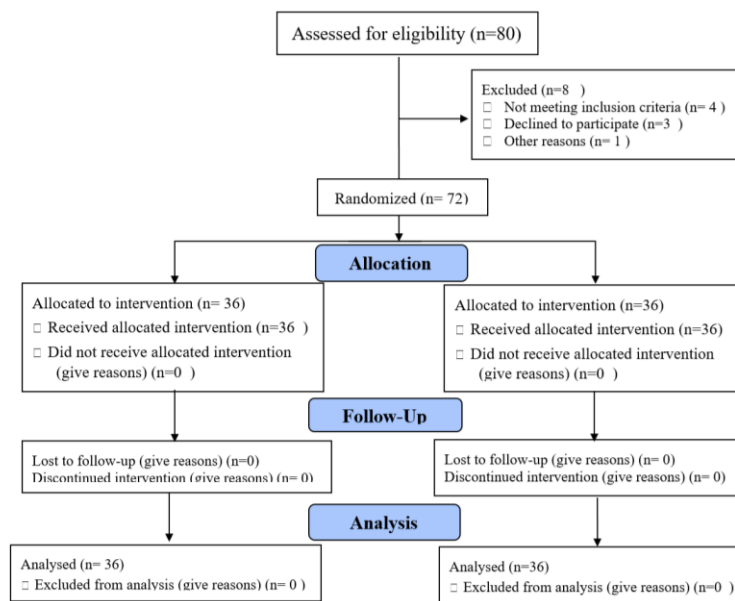 Assessed for eligibility (n=80)
Excluded (n=8 )
□ Not meeting inclusion criteria (n= 4 )
□ Declined to participate (n=3 )
□ Other reasons (n= 1 )
Randomized (n= 72)
Allocation
Allocated to intervention (n= 36)
□ Received allocated intervention (n=36 )
□ Did not receive allocated intervention
(give reasons) (n=0 )
Allocated to intervention (n=36)
□ Received allocated intervention (n=36)
□ Did not receive allocated intervention
(give reasons) (n=0 )
Follow-Up
Lost to follow-up (give reasons) (n=0)
Discontinued intervention (give reasons) (n= 0)
Lost to follow-up (give reasons) (n= 0)
Discontinued intervention (give reasons) (n= 0)
Analysis
Analysed (n= 36)
□ Excluded from analysis (give reasons) (n= 0 )
Analysed (n=36)
□ Excluded from analysis (give reasons) (n=0 )